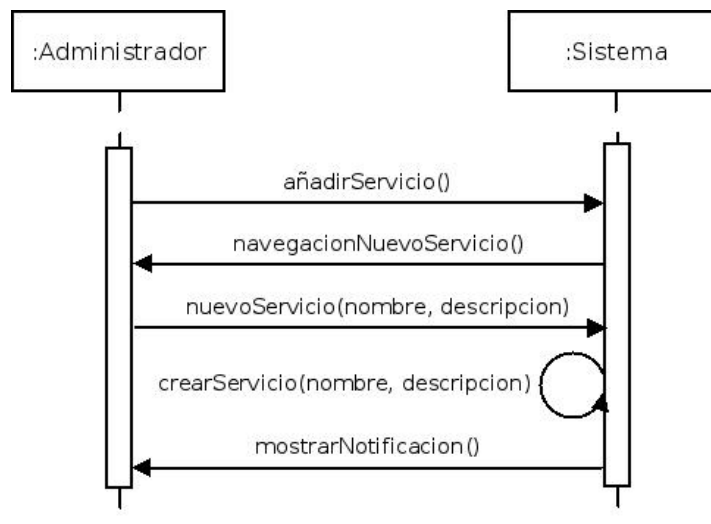 :Administrador
:Sistema
añadirServicio()
navegacionNuevoServicio()
nuevoServicio(nombre, descripcion)
crearServicio(nombre, descripcion)
mostrarNotificacion()